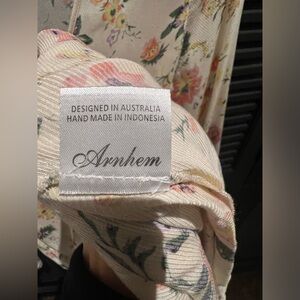 DESIGNED IN AUSTRALIA
HAND MADE IN INDONESIA
Arnhem